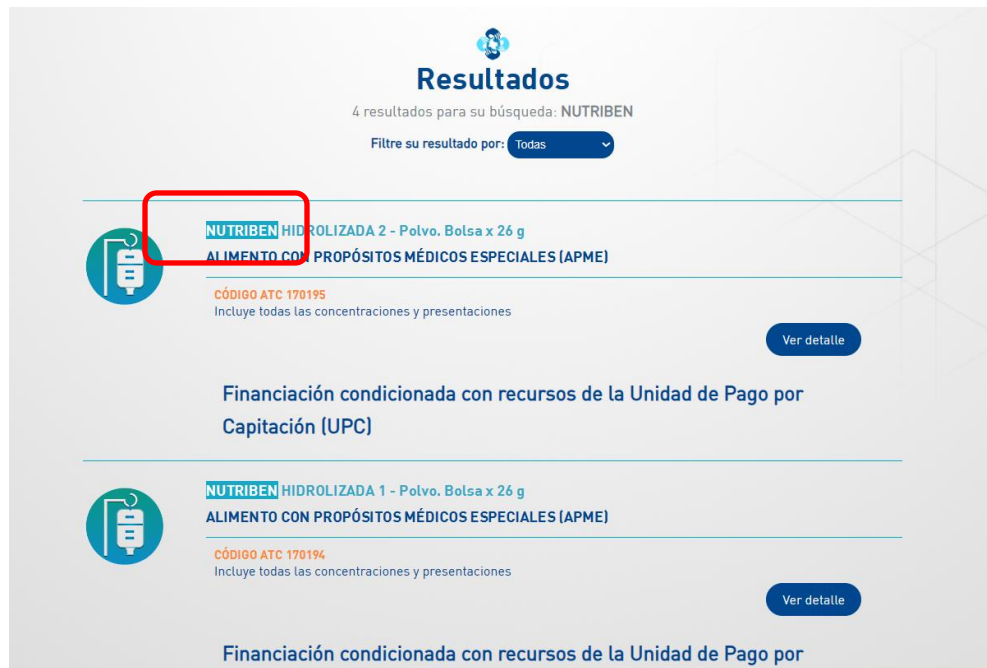 Resultados
4 resultados para su búsqueda: NUTRIBEN
Filtre su resultado por: Todas
NUTRIBEN HIDROLIZADA 2 - Polvo. Bolsa x 26 g
ALIMENTO CON PROPÓSITOS MÉDICOS ESPECIALES (APME)
CÓDIGO ATC 170195
Incluye todas las concentraciones y presentaciones
Ver detalle
Financiación condicionada con recursos de la Unidad de Pago por
Capitación (UPC)
NUTRIBEN HIDROLIZADA 1 - Polvo. Bolsa x 26 g
ALIMENTO CON PROPÓSITOS MÉDICOS ESPECIALES (APME)
CÓDIGO ATC 170194
Incluye todas las concentraciones y presentaciones
Ver detalle
Financiación condicionada con recursos de la Unidad de Pago por